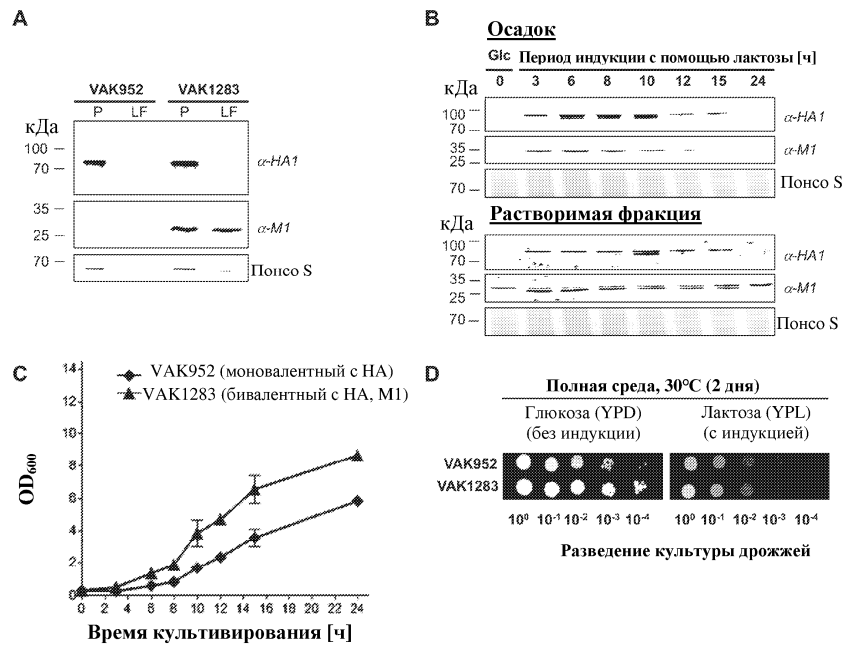 A
VAK952 VAK1283
P LF P LF
кДа
100
70
α-HA1
35
25
α-M1
70
Понсо S
B
Осадок
Glc Период индукции с помощью лактозы [ч]
0 3 6 8 10 12 15 24
кДа
100
70
α-HA1
35
25
α-M1
70
Понсо S
Растворимая фракция
кДа
100
70
α-HA1
35
25
α-M1
70
Понсо S
C
VAK952 (моновалентный с HA)
VAK1283 (бивалентный с HA, M1)
OD600
14
12
10
8
6
4
2
0
0 2 4 6 8 10 12 14 16 18 20 22 24
Время культивирования [ч]
D
Полная среда, 30°C (2 дня)
Глюкоза (YPD) Лактоза (YPL)
(без индукции) (с индукцией)
VAK952
VAK1283
10⁰ 10⁻¹ 10⁻² 10⁻³ 10⁻⁴ 10⁰ 10⁻¹ 10⁻² 10⁻³ 10⁻⁴
Разведение культуры дрожжей